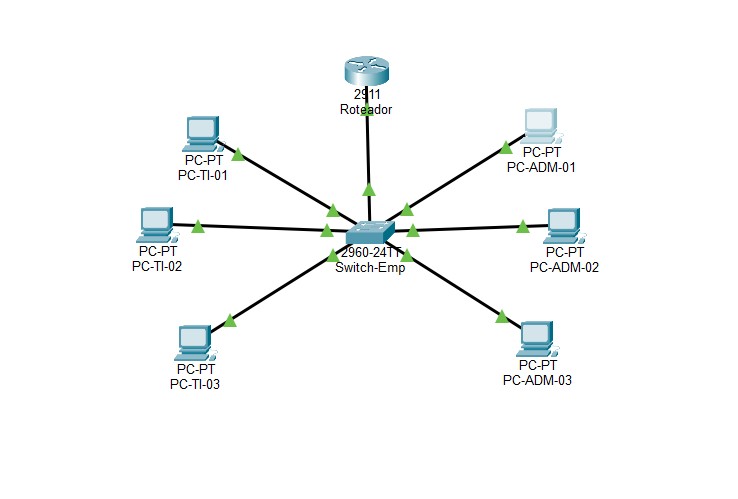 2911
Roteador
PC-PT
PC-TI-01
PC-PT
PC-ADM-01
PC-PT
PC-TI-02
2960-24TT
Switch-Emp
PC-PT
PC-ADM-02
PC-PT
PC-TI-03
PC-PT
PC-ADM-03